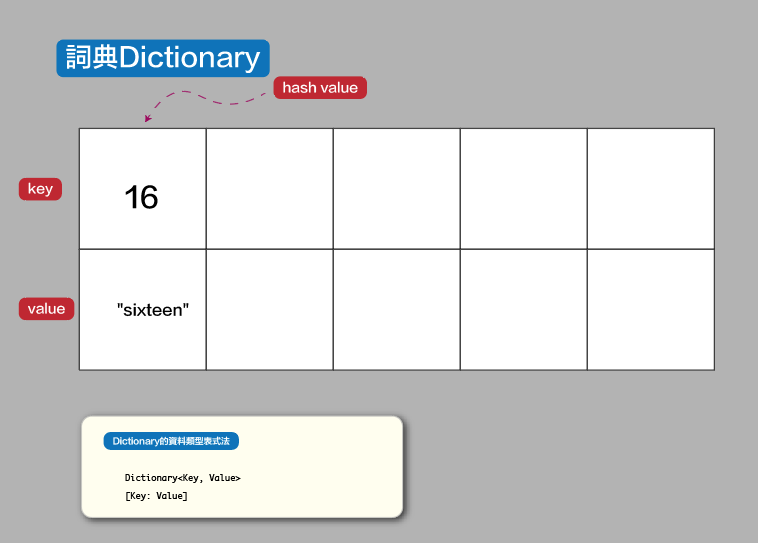 詞典Dictionary
hash value
key
16
value
"sixteen"
Dictionary的資料類型表式法
Dictionary<Key, Value>
[Key: Value]